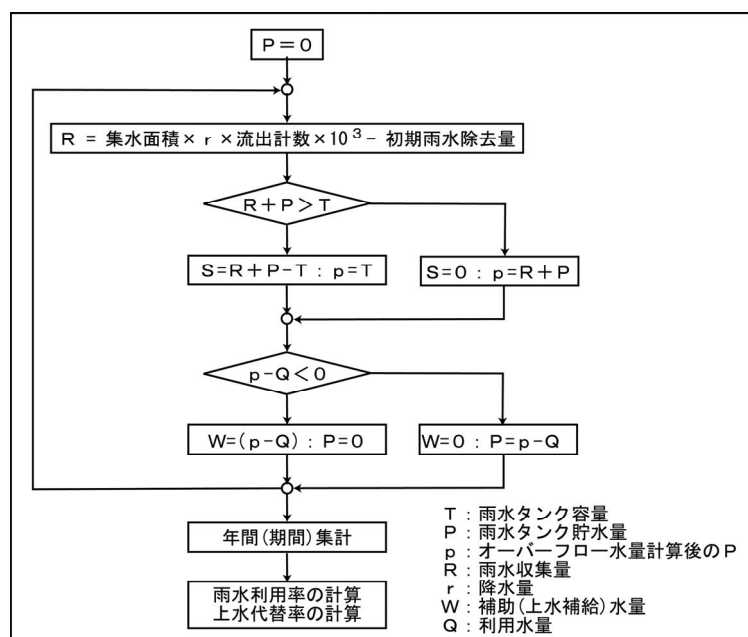 P＝0
R = 集水面積× r ×流出計数×10³- 初期雨水除去量
R＋P＞T
S=R＋P-T : p=T
S=0 : p=R＋P
p-Q＜0
W=(p-Q) : P=0
W=0 : P=p-Q
年間(期間)集計
雨水利用率の計算
上水代替率の計算
T : 雨水タンク容量
P : 雨水タンク貯水量
p : オーバーフロー水量計算後のP
R : 雨水収集量
r : 降水量
W : 補助(上水補給)水量
Q : 利用水量